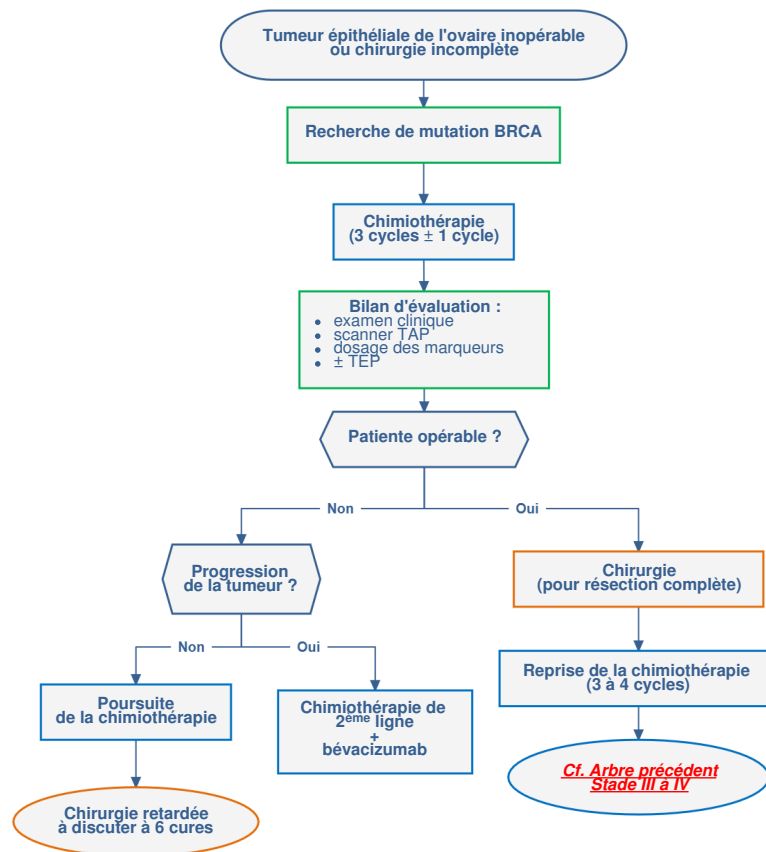 Tumeur épithéliale de l'ovaire inopérable
ou chirurgie incomplète
Recherche de mutation BRCA
Chimiothérapie
(3 cycles ± 1 cycle)
Bilan d'évaluation :
• examen clinique
• scanner TAP
• dosage des marqueurs
• ± TEP
Patiente opérable ?
Non
Oui
Progression
de la tumeur ?
Chirurgie
(pour résection complète)
Non
Oui
Reprise de la chimiothérapie
(3 à 4 cycles)
Poursuite
de la chimiothérapie
Chimiothérapie de
2ème ligne
+
bévacizumab
Cf. Arbre précédent
Stade III à IV
Chirurgie retardée
à discuter à 6 cures